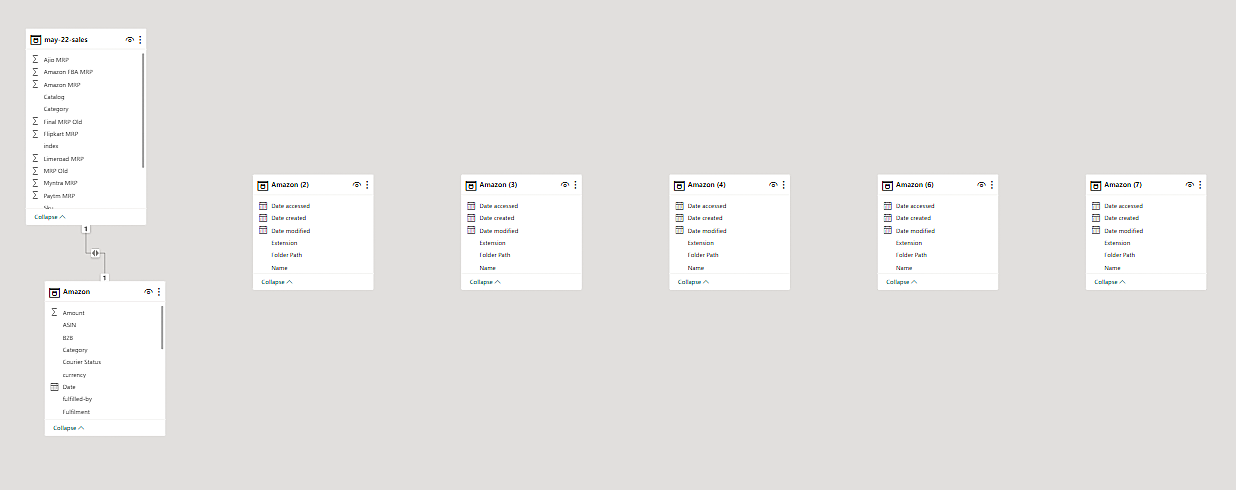 may-22-sales
Ajio MRP
Amazon FBA MRP
Amazon MRP
Catalog
Category
Final MRP Old
Flipkart MRP
index
Limeroad MRP
MRP Old
Myntra MRP
Paytm MRP
Sku
Collapse
1
1
Amazon
Amount
ASIN
B2B
Category
Courier Status
currency
Date
fulfilled-by
Fulfilment
Collapse
Amazon (2)
Date accessed
Date created
Date modified
Extension
Folder Path
Name
Collapse
Amazon (3)
Date accessed
Date created
Date modified
Extension
Folder Path
Name
Collapse
Amazon (4)
Date accessed
Date created
Date modified
Extension
Folder Path
Name
Collapse
Amazon (6)
Date accessed
Date created
Date modified
Extension
Folder Path
Name
Collapse
Amazon (7)
Date accessed
Date created
Date modified
Extension
Folder Path
Name
Collapse